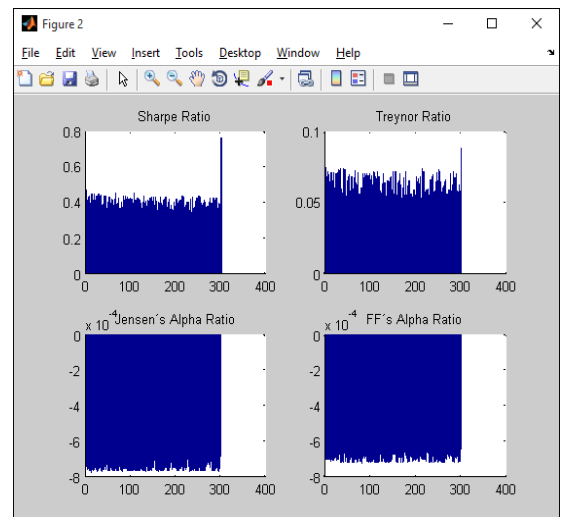 Figure 2
File Edit View Insert Tools Desktop Window Help
Sharpe Ratio
0.8
0.6
0.4
0.2
0
0 100 200 300 400
Treynor Ratio
0.1
0.05
0
0 100 200 300 400
x 10^-4 Jensen´s Alpha Ratio
0
-2
-4
-6
-8
0 100 200 300 400
x 10^-4 FF´s Alpha Ratio
0
-2
-4
-6
-8
0 100 200 300 400